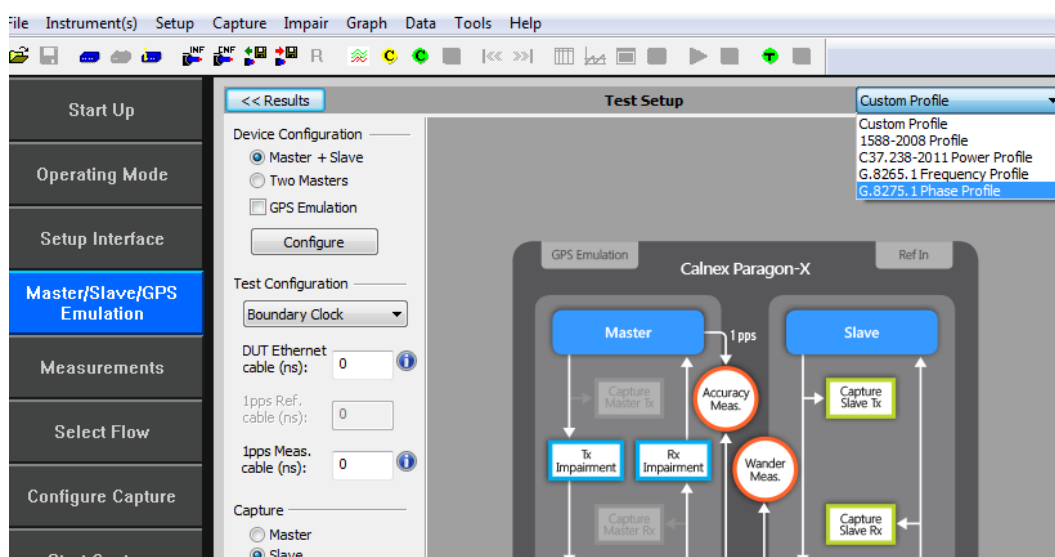 File Instrument(s) Setup Capture Impair Graph Data Tools Help
INF
CNF
R
C
C
T
Start Up
Operating Mode
Setup Interface
Master/Slave/GPS
Emulation
Measurements
Select Flow
Configure Capture
<< Results
Test Setup
Custom Profile
Custom Profile
1588-2008 Profile
C37.238-2011 Power Profile
G.8265.1 Frequency Profile
G.8275.1 Phase Profile
Device Configuration
Master + Slave
Two Masters
GPS Emulation
Configure
Test Configuration
Boundary Clock
DUT Ethernet
cable (ns):
0
1pps Ref.
cable (ns):
0
1pps Meas.
cable (ns):
0
Capture
Master
Slave
GPS Emulation
Ref In
Calnex Paragon-X
Master
1 pps
Slave
Capture
Master Tx
Accuracy
Meas.
Capture
Slave Tx
Tx
Impairment
Rx
Impairment
Wander
Meas.
Capture
Master Rx
Capture
Slave Rx